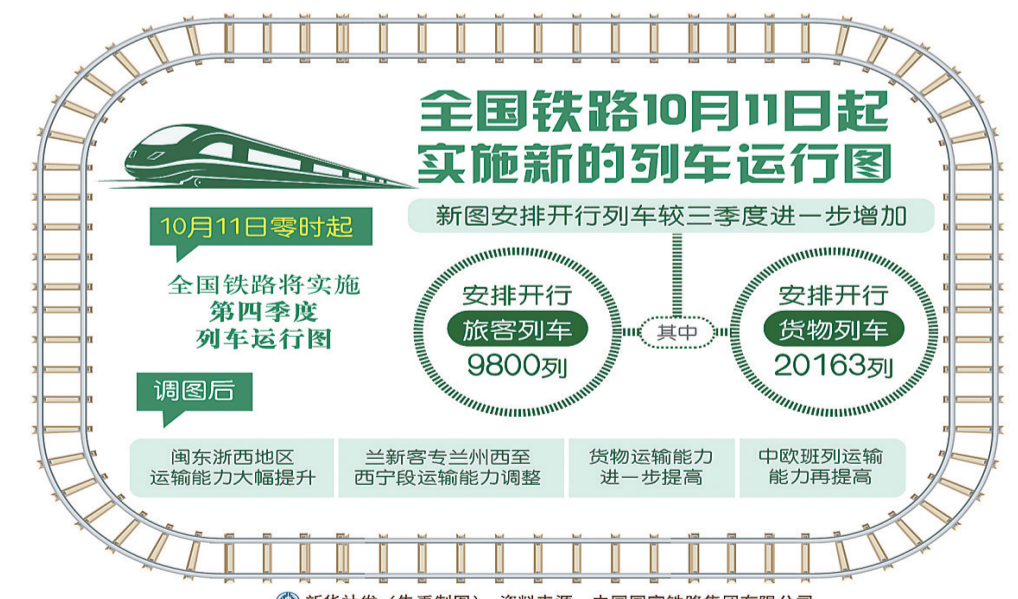 全国铁路10月11日起
实施新的列车运行图
10月11日零时起
全国铁路将实施
第四季度
列车运行图
新图安排开行列车较三季度进一步增加
安排开行
旅客列车
9800列
其中
安排开行
货物列车
20163列
调图后
闽东浙西地区
运输能力大幅提升
兰新客专兰州西至
西宁段运输能力调整
货物运输能力
进一步提高
中欧班列运输
能力再提高